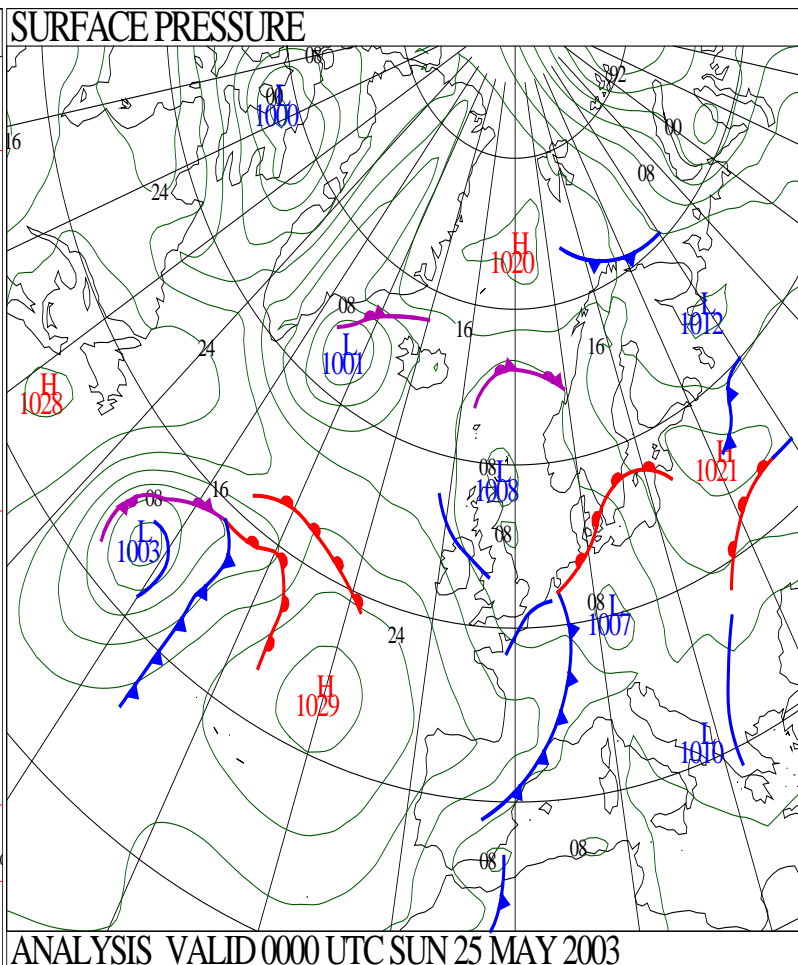 SURFACE PRESSURE
08
92
L
00
1000
00
16
08
24
H
1020
L
1012
08
16
16
L
1001
24
H
1028
H
1021
08
L
1008
16
08
L
1003
08
08
L
1007
24
H
1029
L
1010
08
08
ANALYSIS VALID 0000 UTC SUN 25 MAY 2003